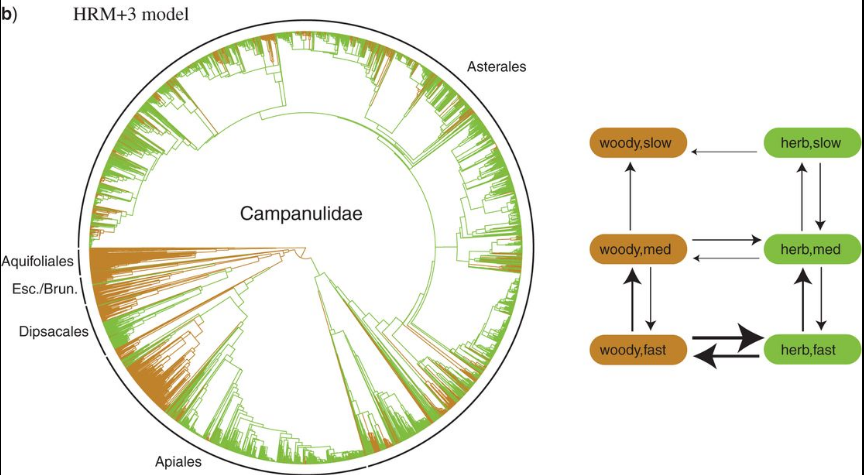 b) HRM+3 model
Asterales
Campanulidae
Aquifoliales
Esc./Brun.
Dipsacales
Apiales
woody,slow herb,slow
woody,med herb,med
woody,fast herb,fast